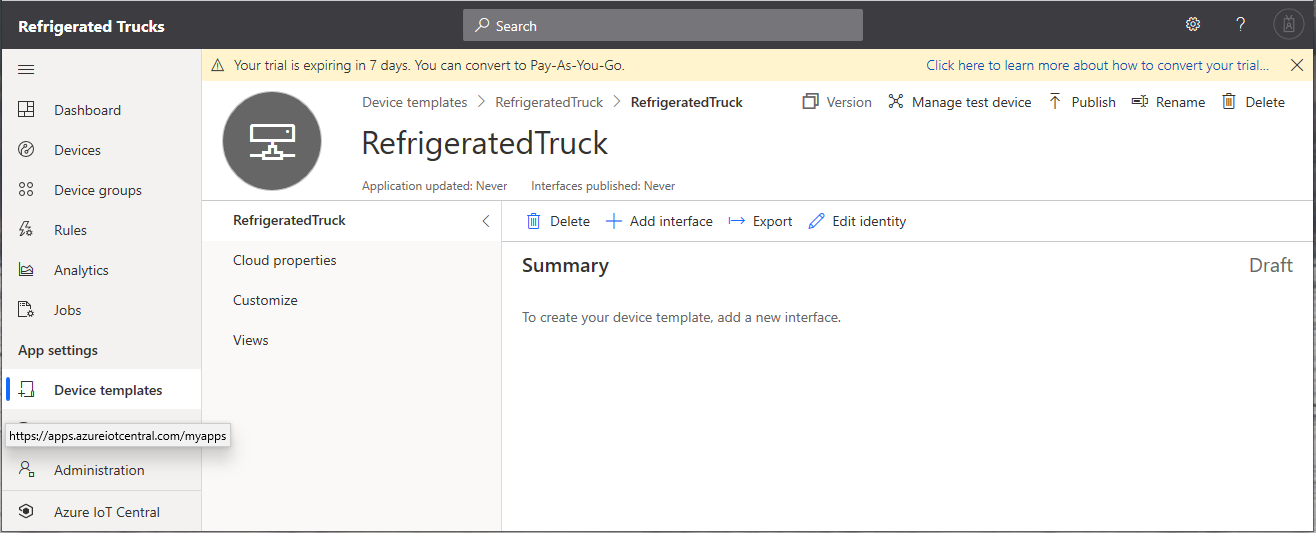 Refrigerated Trucks
Search
?
Your trial is expiring in 7 days. You can convert to Pay-As-You-Go.
Click here to learn more about how to convert your trial...
Dashboard
Devices
Device groups
Rules
Analytics
Jobs
App settings
Device templates
https://apps.azureiotcentral.com/myapps
Administration
Azure IoT Central
Device templates > RefrigeratedTruck > RefrigeratedTruck
Version
Manage test device
Publish
Rename
Delete
RefrigeratedTruck
Application updated: Never
Interfaces published: Never
RefrigeratedTruck
Cloud properties
Customize
Views
Delete
Add interface
Export
Edit identity
Summary
Draft
To create your device template, add a new interface.